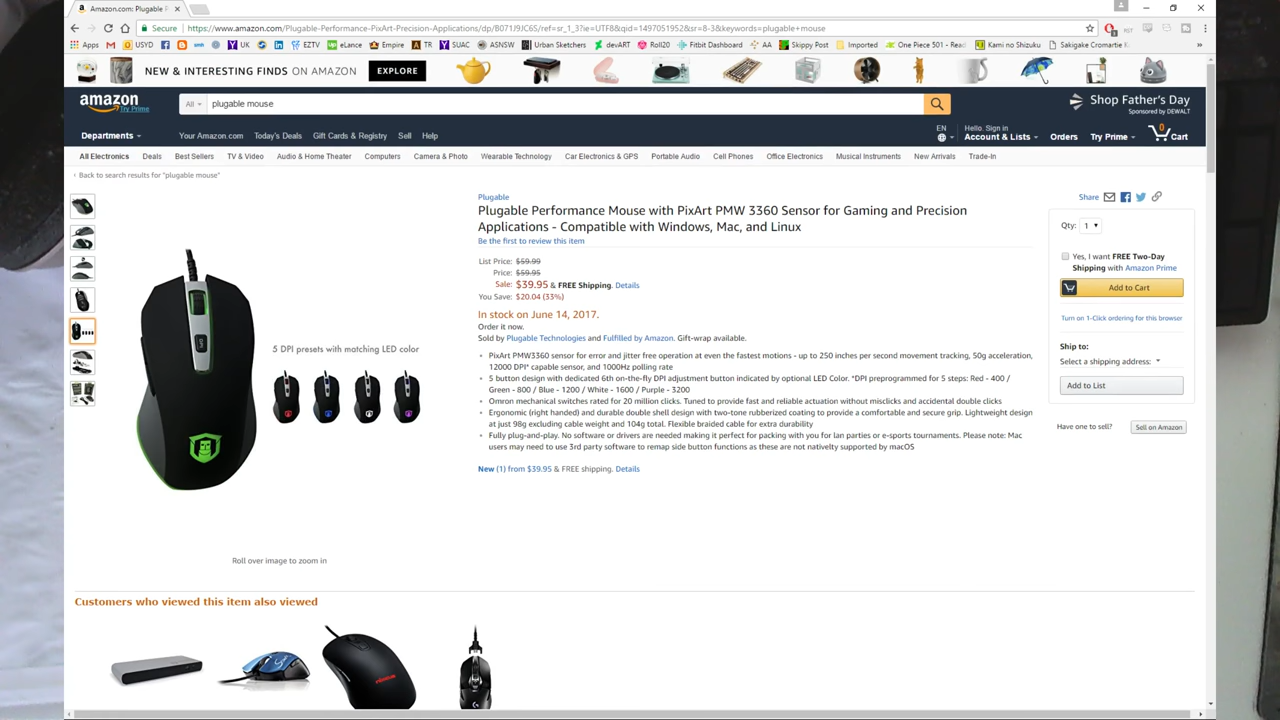 Amazon.com: Plugable P
Secure
https://www.amazon.com/Plugable-Performance-PixArt-Precision-Applications/dp/B071J9JC6S/ref=sr_1_3?ie=UTF8&qid=1497051952&sr=8-3&keywords=plugable+mouse
Apps USYD UK EZTV eLance Empire TR SUAC ASNSW Urban Sketchers devART Roll20 Fitbit Dashboard AA Skippy Post Imported One Piece 501 - Rea Kami no Shizuku Sakigake Cromartie K
NEW & INTERESTING FINDS ON AMAZON EXPLORE
amazon
Try Prime
All plugable mouse
Shop Father's Day
Sponsored by DEWALT
Departments Your Amazon.com Today's Deals Gift Cards & Registry Sell Help
EN
Hello. Sign in
Account & Lists Orders Try Prime 0 Cart
All Electronics Deals Best Sellers TV & Video Audio & Home Theater Computers Camera & Photo Wearable Technology Car Electronics & GPS Portable Audio Cell Phones Office Electronics Musical Instruments New Arrivals Trade-In
‹ Back to search results for "plugable mouse"
5 DPI presets with matching LED color
DPI
Roll over image to zoom in
Plugable
Plugable Performance Mouse with PixArt PMW 3360 Sensor for Gaming and Precision
Applications - Compatible with Windows, Mac, and Linux
Be the first to review this item
List Price: $59.99
Price: $59.95
Sale: $39.95 & FREE Shipping. Details
You Save: $20.04 (33%)
In stock on June 14, 2017.
Order it now.
Sold by Plugable Technologies and Fulfilled by Amazon. Gift-wrap available.
• PixArt PMW3360 sensor for error and jitter free operation at even the fastest motions - up to 250 inches per second movement tracking, 50g acceleration,
12000 DPI* capable sensor, and 1000Hz polling rate
• 5 button design with dedicated 6th on-the-fly DPI adjustment button indicated by optional LED Color. *DPI preprogrammed for 5 steps: Red - 400 /
Green - 800 / Blue - 1200 / White - 1600 / Purple - 3200
• Omron mechanical switches rated for 20 million clicks. Tuned to provide fast and reliable actuation without misclicks and accidental double clicks
• Ergonomic (right handed) and durable double shell design with two-tone rubberized coating to provide a comfortable and secure grip. Lightweight design
at just 98g excluding cable weight and 104g total. Flexible braided cable for extra durability
• Fully plug-and-play. No software or drivers are needed making it perfect for packing with you for lan parties or e-sports tournaments. Please note: Mac
users may need to use 3rd party software to remap side button functions as these are not nativelty supported by macOS
New (1) from $39.95 & FREE shipping. Details
Share
Qty: 1
Yes, I want FREE Two-Day
Shipping with Amazon Prime
Add to Cart
Turn on 1-Click ordering for this browser
Ship to:
Select a shipping address:
Add to List
Have one to sell? Sell on Amazon
Customers who viewed this item also viewed